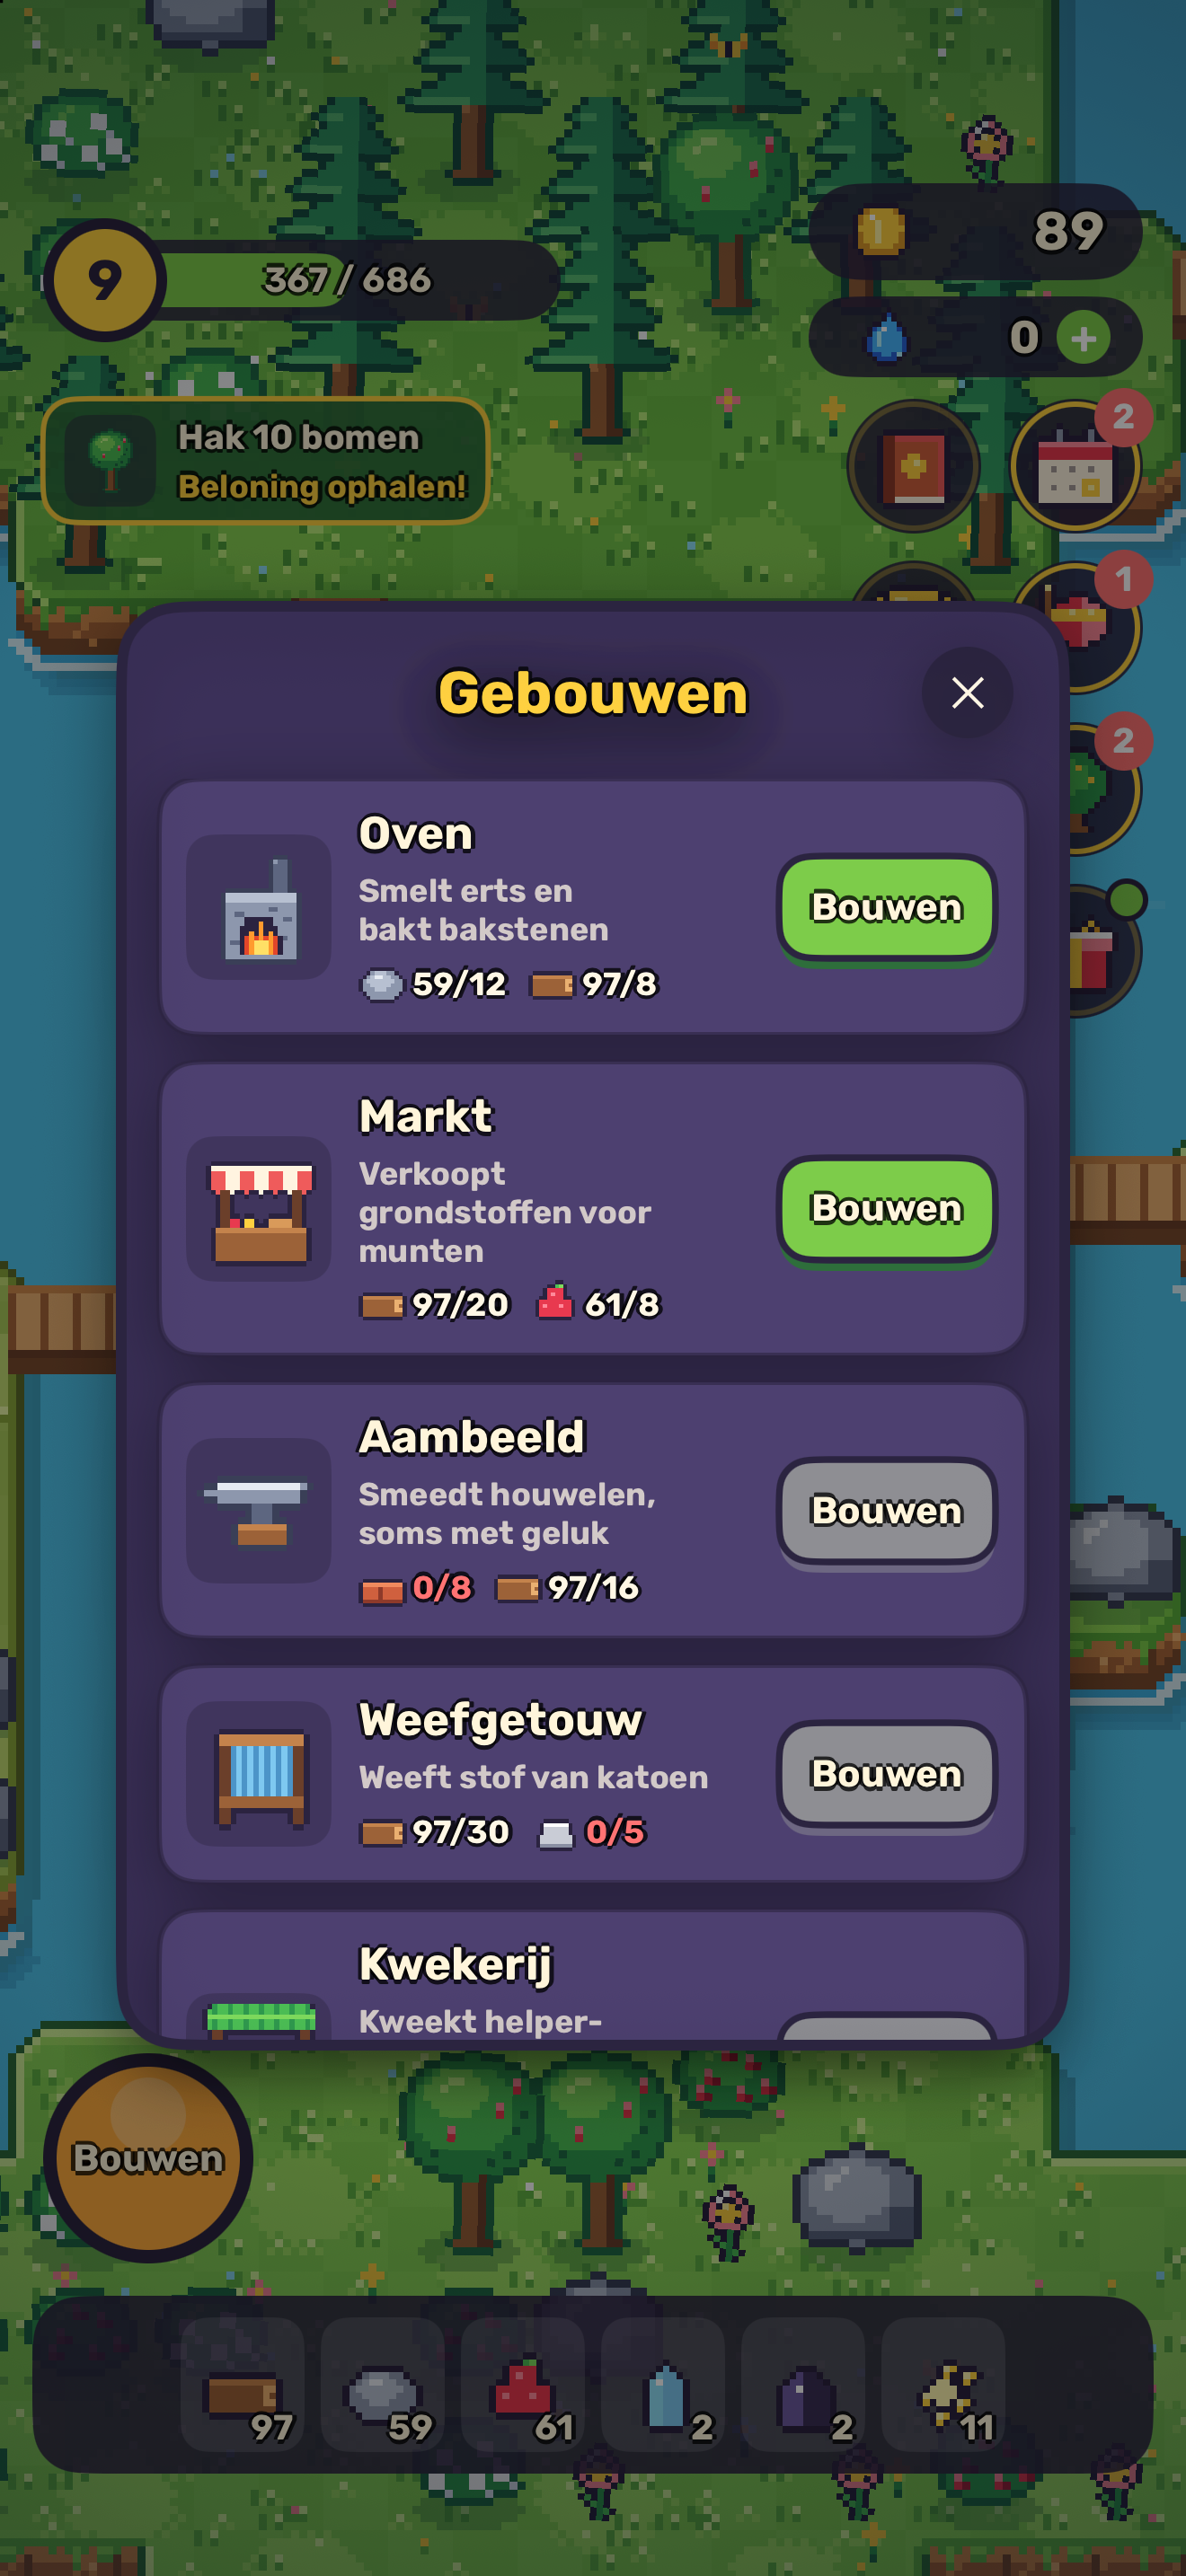 9
367 / 686
89
0 +
Hak 10 bomen
Beloning ophalen!
2
1
2
Gebouwen
Oven
Smelt erts en
bakt bakstenen
59/12 97/8
Bouwen
Markt
Verkoopt
grondstoffen voor
munten
97/20 61/8
Bouwen
Aambeeld
Smeedt houwelen,
soms met geluk
0/8 97/16
Bouwen
Weefgetouw
Weeft stof van katoen
97/30 0/5
Bouwen
Kwekerij
Kweekt helper-
Bouwen
97 59 61 2 2 11